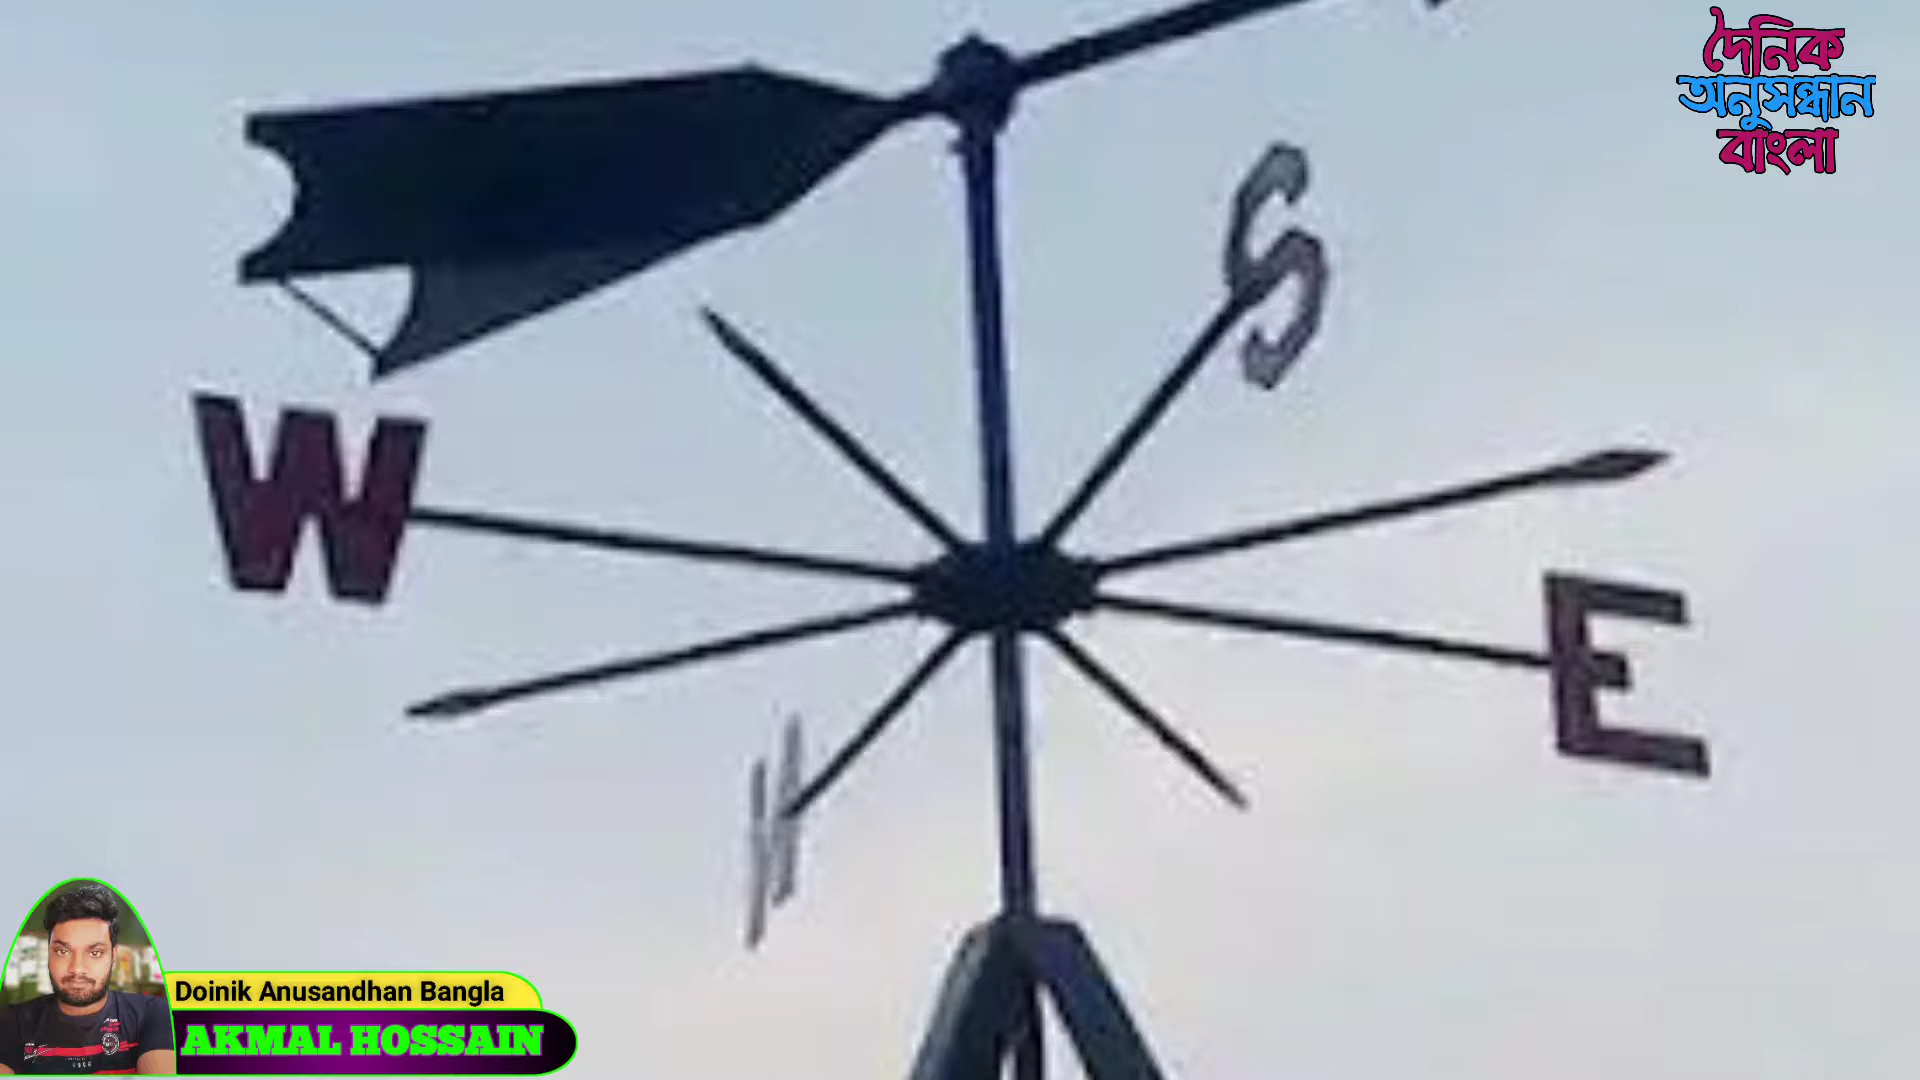 দৈনিক
অনুসন্ধান
বাংলা
S
W
E
N
Doinik Anusandhan Bangla
AKMAL HOSSAIN